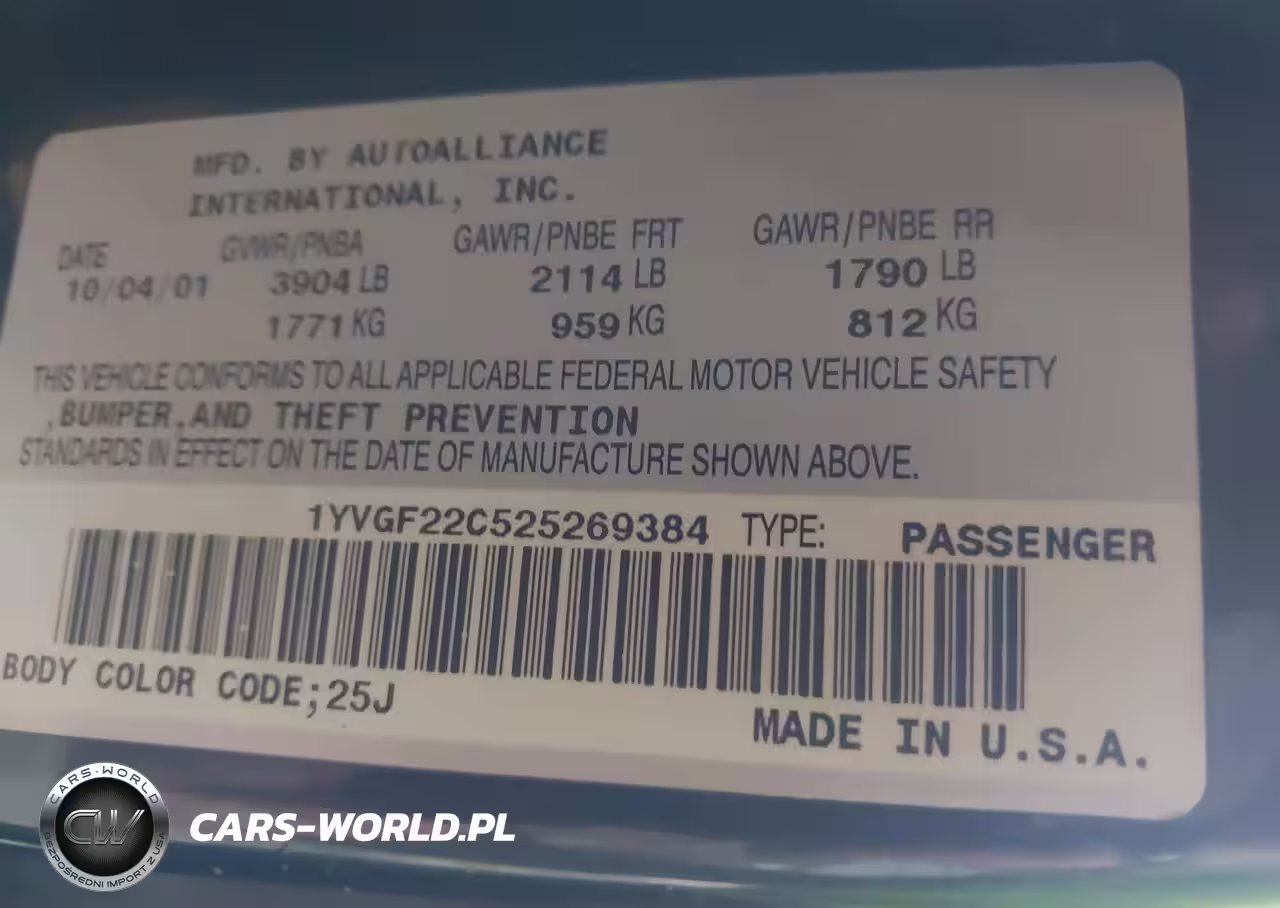 MFD. BY AUTOALLIANCE
INTERNATIONAL, INC.
DATE GVWR/PNBA GAWR/PNBE FRT GAWR/PNBE RR
10/04/01 3904 LB 2114 LB 1790 LB
1771 KG 959 KG 812 KG
THIS VEHICLE CONFORMS TO ALL APPLICABLE FEDERAL MOTOR VEHICLE SAFETY
,BUMPER,AND THEFT PREVENTION
STANDARDS IN EFFECT ON THE DATE OF MANUFACTURE SHOWN ABOVE.
1YVGF22C525269384 TYPE: PASSENGER
BODY COLOR CODE;25J
MADE IN U.S.A.
CARS-WORLD
CW
BEZPOŚREDNI IMPORT Z USA
CARS-WORLD.PL